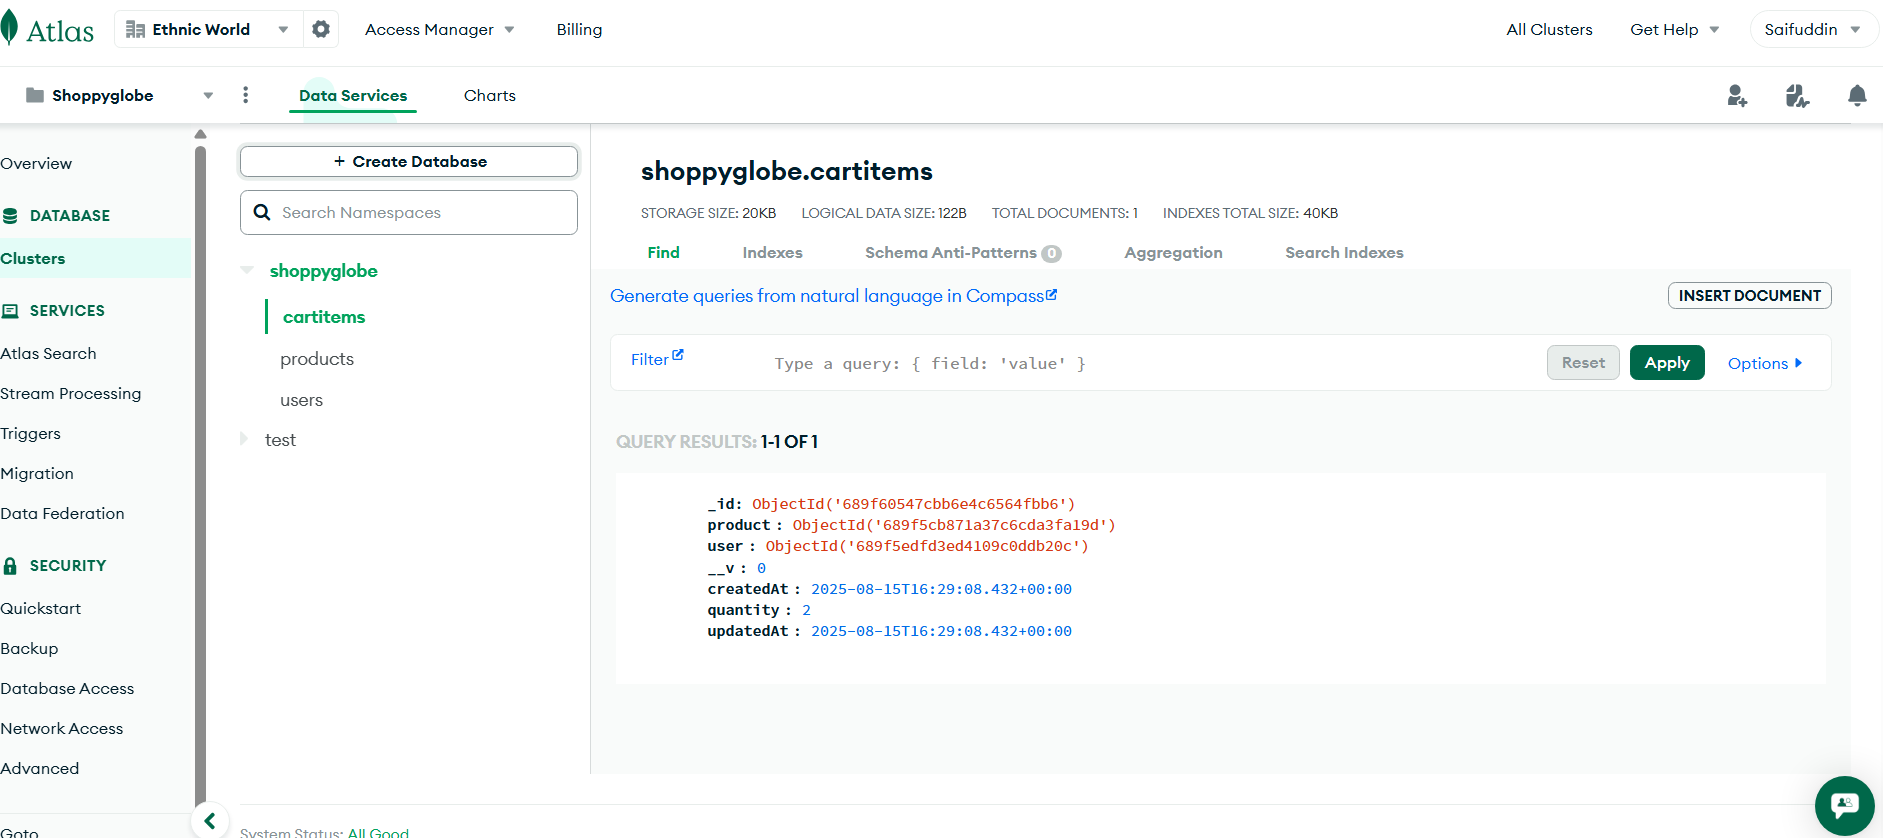 Atlas
Ethnic World
Access Manager
Billing
All Clusters
Get Help
Saifuddin
Shoppyglobe
Data Services
Charts
Overview
DATABASE
Clusters
SERVICES
Atlas Search
Stream Processing
Triggers
Migration
Data Federation
SECURITY
Quickstart
Backup
Database Access
Network Access
Advanced
Goto
+ Create Database
Search Namespaces
shoppyglobe
cartitems
products
users
test
shoppyglobe.cartitems
STORAGE SIZE: 20KB LOGICAL DATA SIZE: 122B TOTAL DOCUMENTS: 1 INDEXES TOTAL SIZE: 40KB
Find Indexes Schema Anti-Patterns 0 Aggregation Search Indexes
Generate queries from natural language in Compass
INSERT DOCUMENT
Filter
Type a query: { field: 'value' }
Reset
Apply
Options
QUERY RESULTS: 1-1 OF 1
_id: ObjectId('689f60547cbb6e4c6564fbb6')
product : ObjectId('689f5cb871a37c6cda3fa19d')
user : ObjectId('689f5edfd3ed4109c0ddb20c')
__v : 0
createdAt : 2025-08-15T16:29:08.432+00:00
quantity : 2
updatedAt : 2025-08-15T16:29:08.432+00:00
System Status: All Good